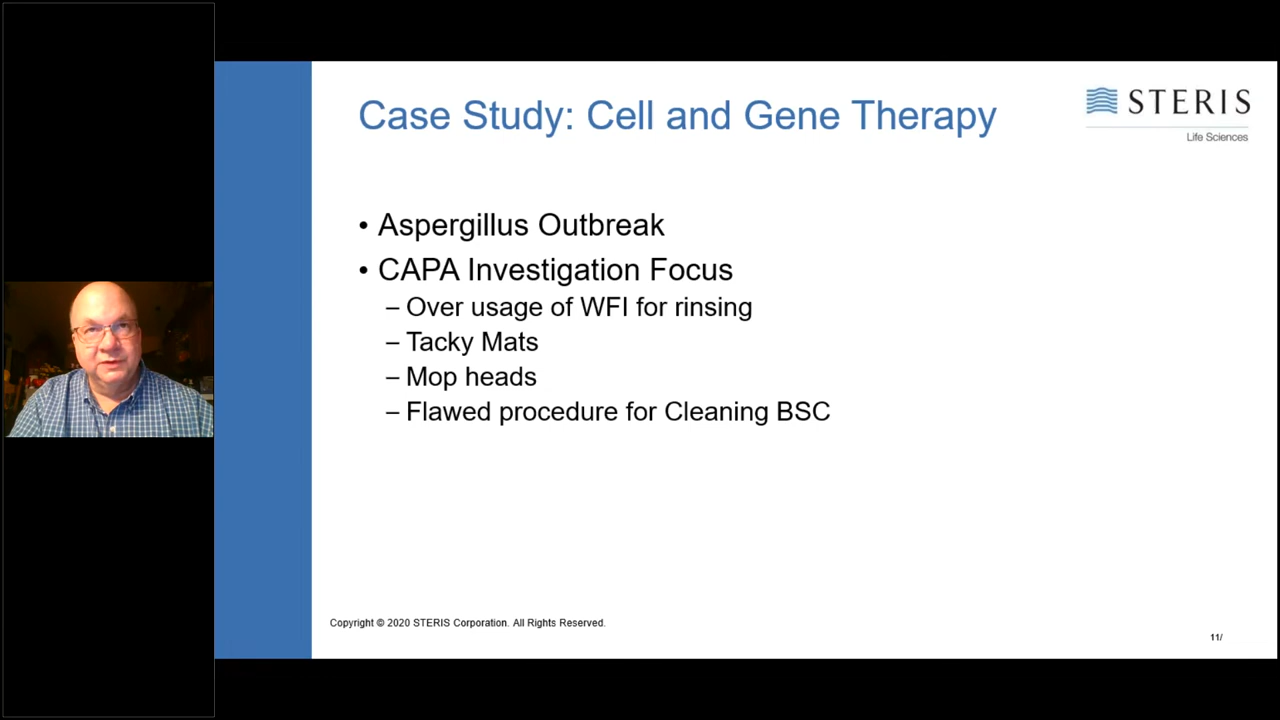 Case Study: Cell and Gene Therapy
STERIS
Life Sciences
• Aspergillus Outbreak
• CAPA Investigation Focus
– Over usage of WFI for rinsing
– Tacky Mats
– Mop heads
– Flawed procedure for Cleaning BSC
Copyright © 2020 STERIS Corporation. All Rights Reserved.
11/